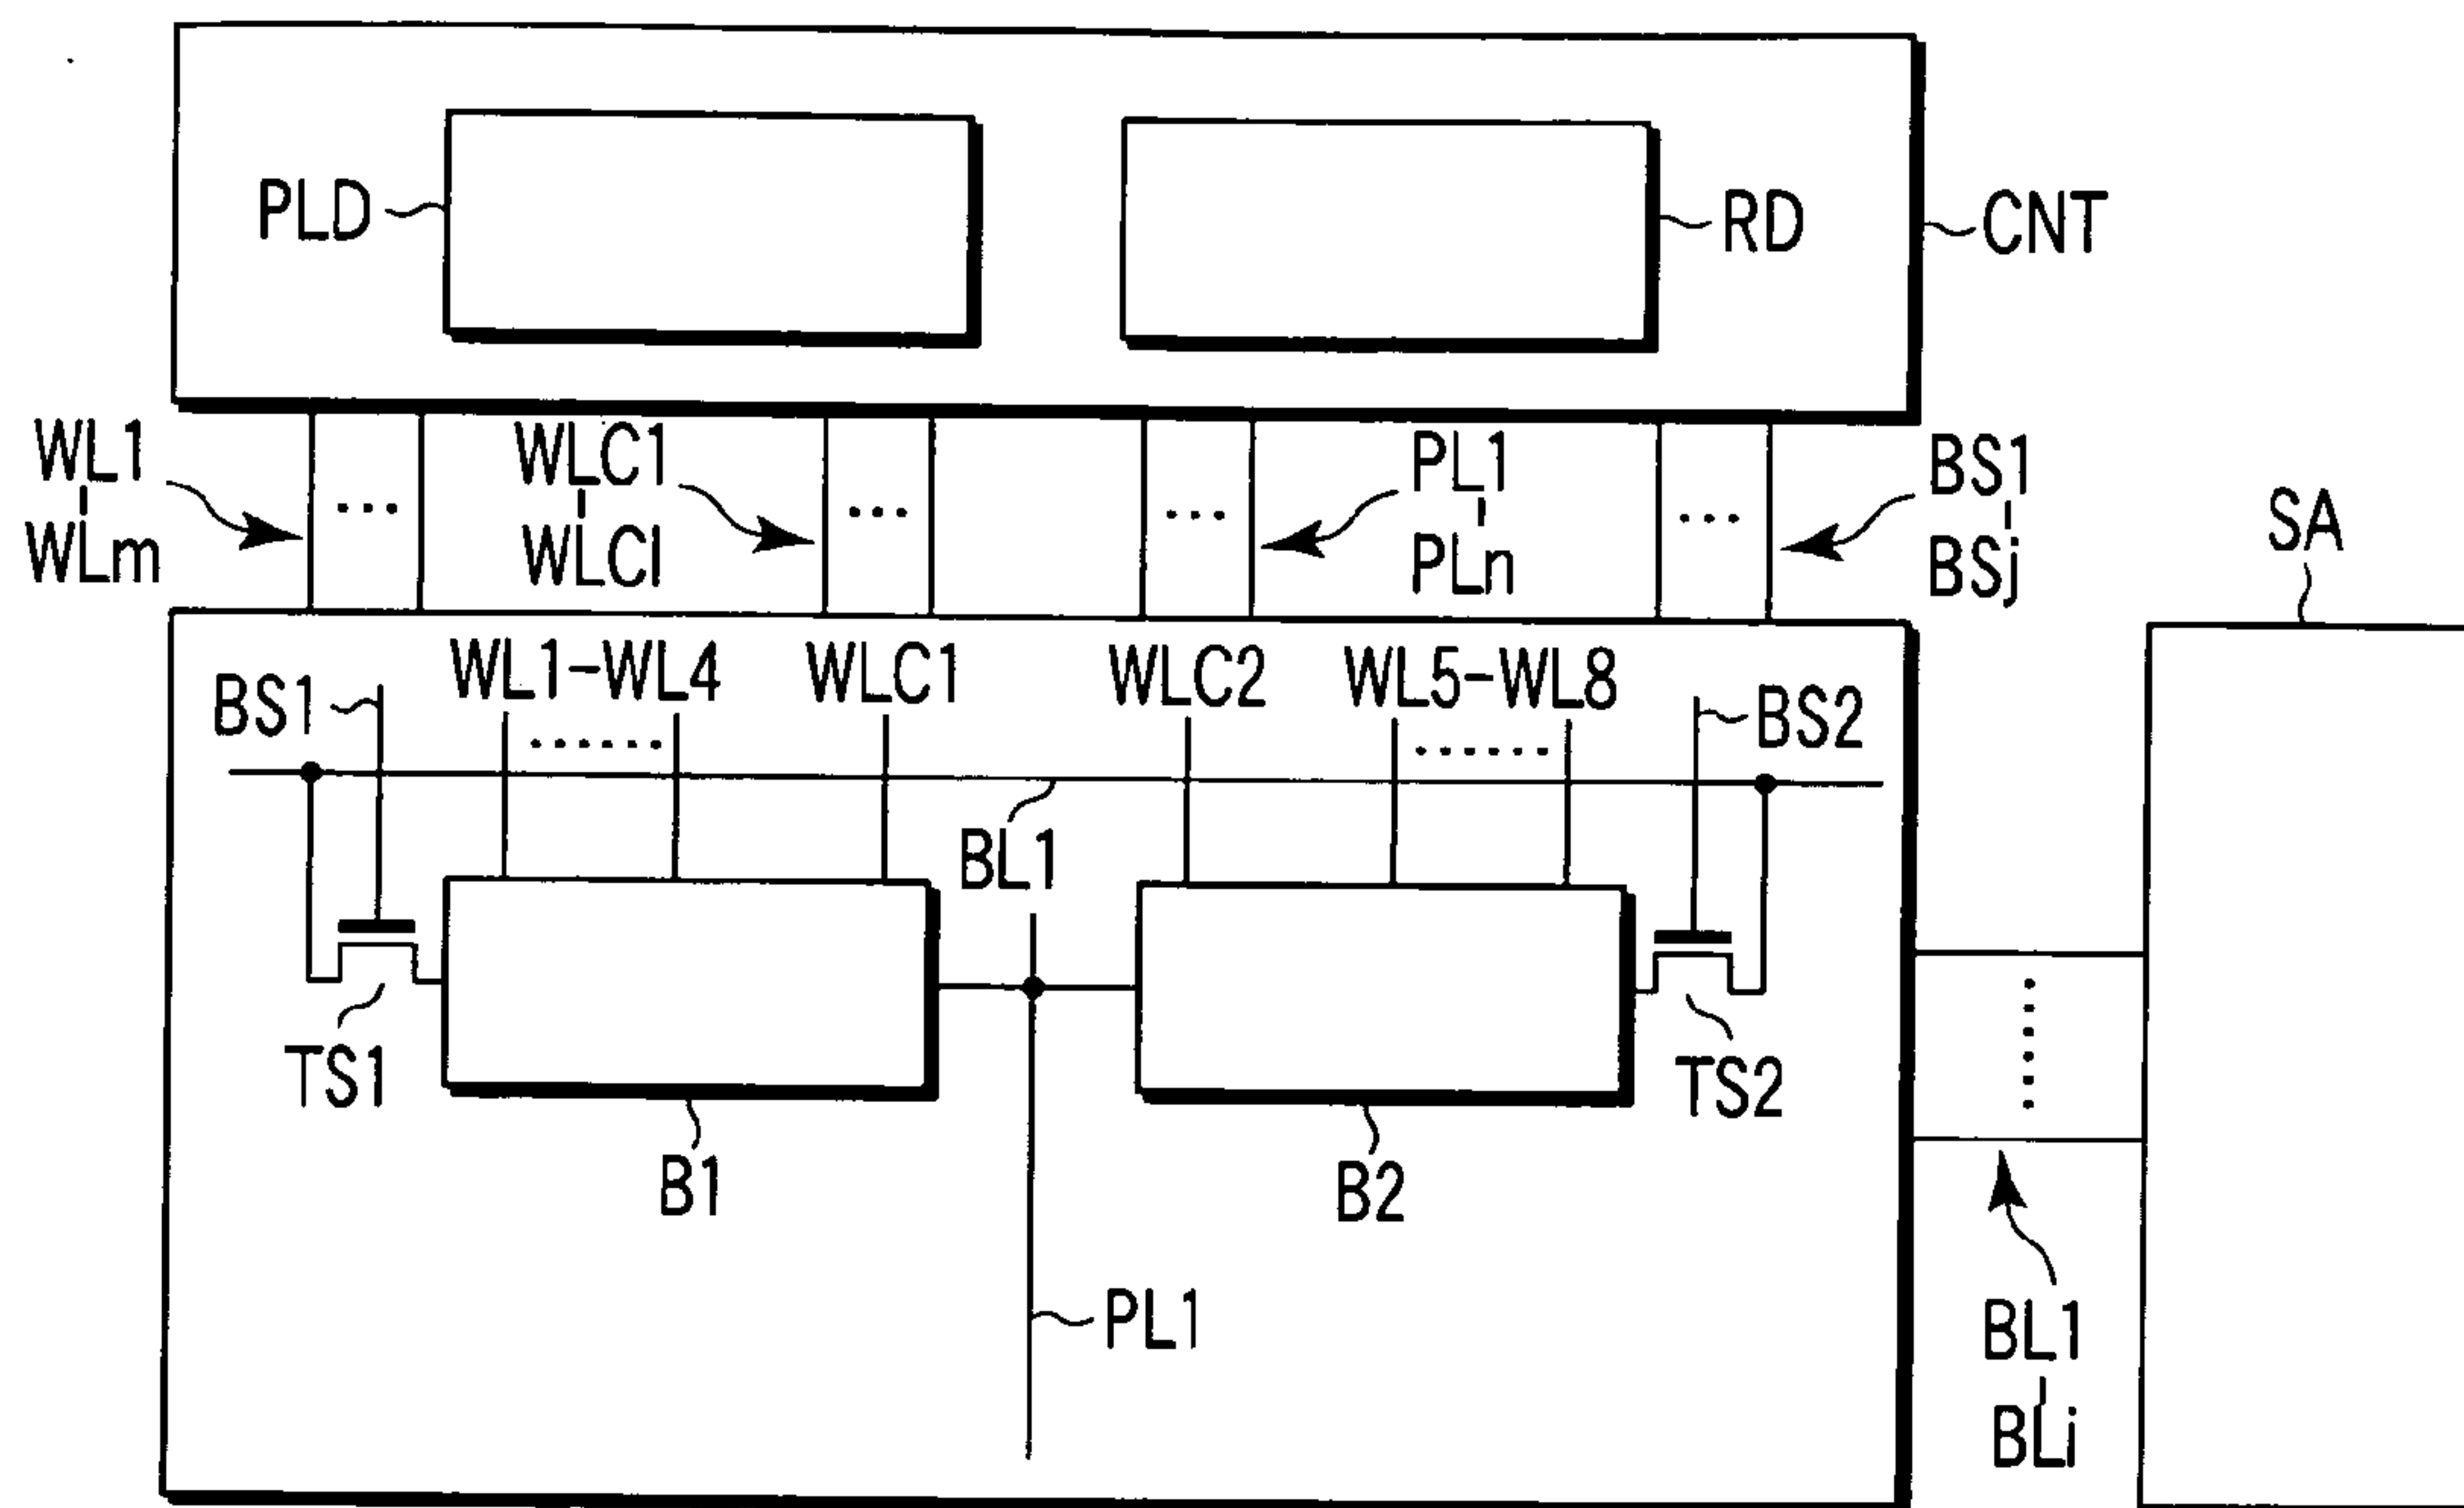 PLD
RD
CNT
WL1
WLm
WLC1
WLCl
PL1
PLn
BS1
BSj
SA
BS1
WL1-WL4
WLC1
WLC2
WL5-WL8
BS2
BL1
TS1
TS2
B1
B2
PL1
BL1
BLi